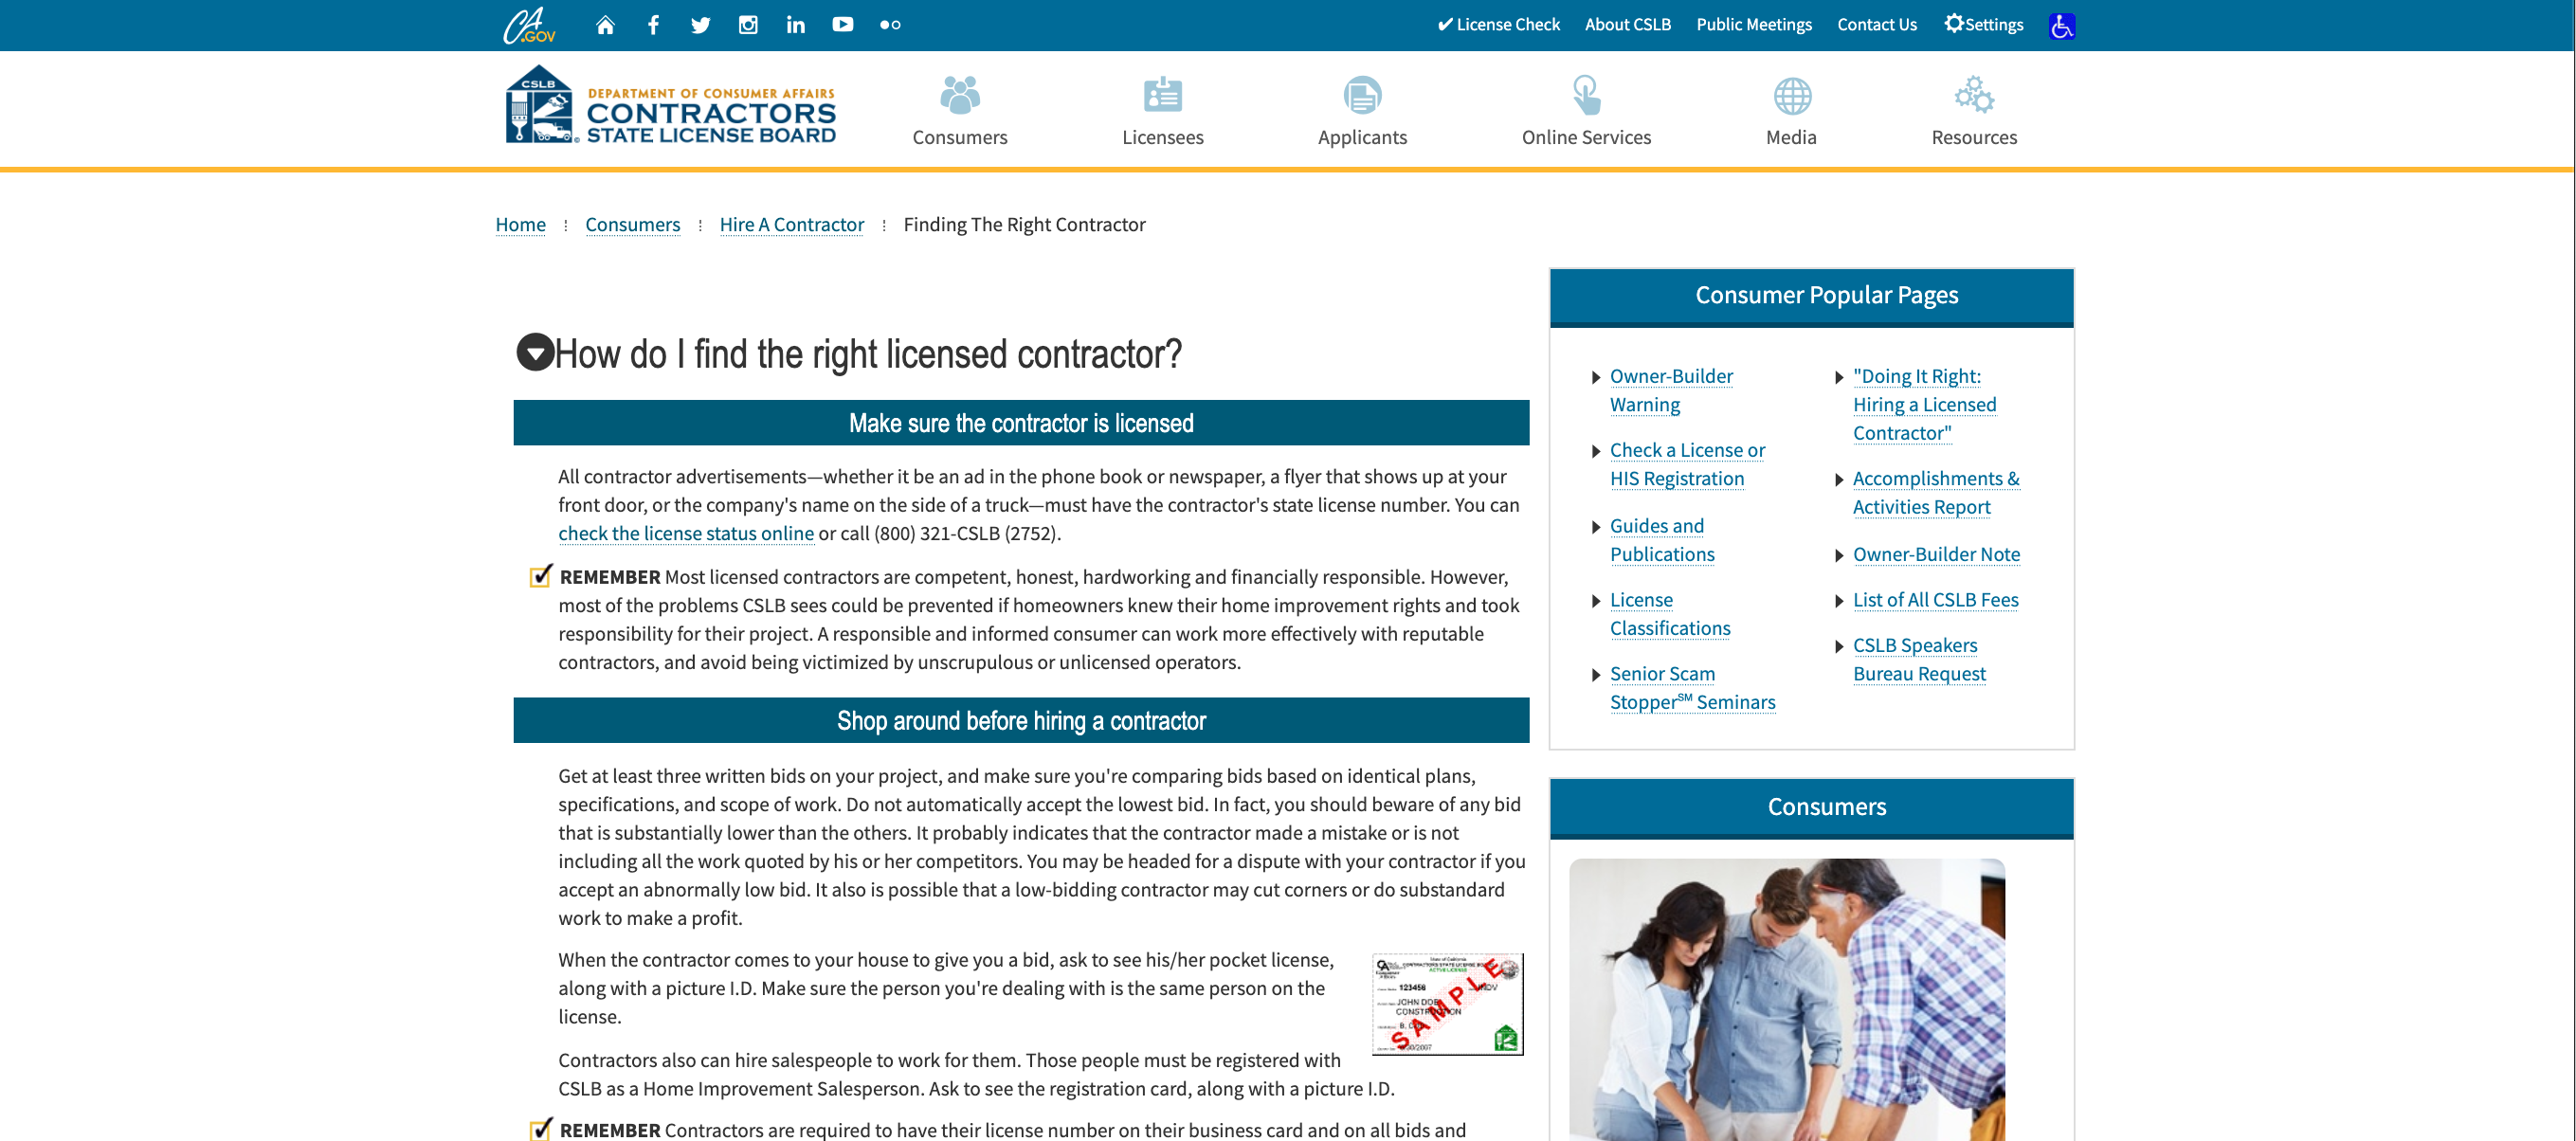 CA
.GOV
License Check
About CSLB
Public Meetings
Contact Us
Settings
CSLB
DEPARTMENT OF CONSUMER AFFAIRS
CONTRACTORS
STATE LICENSE BOARD
Consumers
Licensees
Applicants
Online Services
Media
Resources
Home
Consumers
Hire A Contractor
Finding The Right Contractor
How do I find the right licensed contractor?
Make sure the contractor is licensed
All contractor advertisements—whether it be an ad in the phone book or newspaper, a flyer that shows up at your
front door, or the company's name on the side of a truck—must have the contractor's state license number. You can
check the license status online or call (800) 321-CSLB (2752).
REMEMBER Most licensed contractors are competent, honest, hardworking and financially responsible. However,
most of the problems CSLB sees could be prevented if homeowners knew their home improvement rights and took
responsibility for their project. A responsible and informed consumer can work more effectively with reputable
contractors, and avoid being victimized by unscrupulous or unlicensed operators.
Shop around before hiring a contractor
Get at least three written bids on your project, and make sure you're comparing bids based on identical plans,
specifications, and scope of work. Do not automatically accept the lowest bid. In fact, you should beware of any bid
that is substantially lower than the others. It probably indicates that the contractor made a mistake or is not
including all the work quoted by his or her competitors. You may be headed for a dispute with your contractor if you
accept an abnormally low bid. It also is possible that a low-bidding contractor may cut corners or do substandard
work to make a profit.
When the contractor comes to your house to give you a bid, ask to see his/her pocket license,
along with a picture I.D. Make sure the person you're dealing with is the same person on the
license.
State of California
CONTRACTORS STATE LICENSE
ACTIVE LICENSE
123456
JOHN DOE
CONSTRUCTION
SAMPLE
Contractors also can hire salespeople to work for them. Those people must be registered with
CSLB as a Home Improvement Salesperson. Ask to see the registration card, along with a picture I.D.
REMEMBER Contractors are required to have their license number on their business card and on all bids and
Consumer Popular Pages
Owner-Builder
Warning
Check a License or
HIS Registration
Guides and
Publications
License
Classifications
Senior Scam
Stopper℠ Seminars
"Doing It Right:
Hiring a Licensed
Contractor"
Accomplishments &
Activities Report
Owner-Builder Note
List of All CSLB Fees
CSLB Speakers
Bureau Request
Consumers